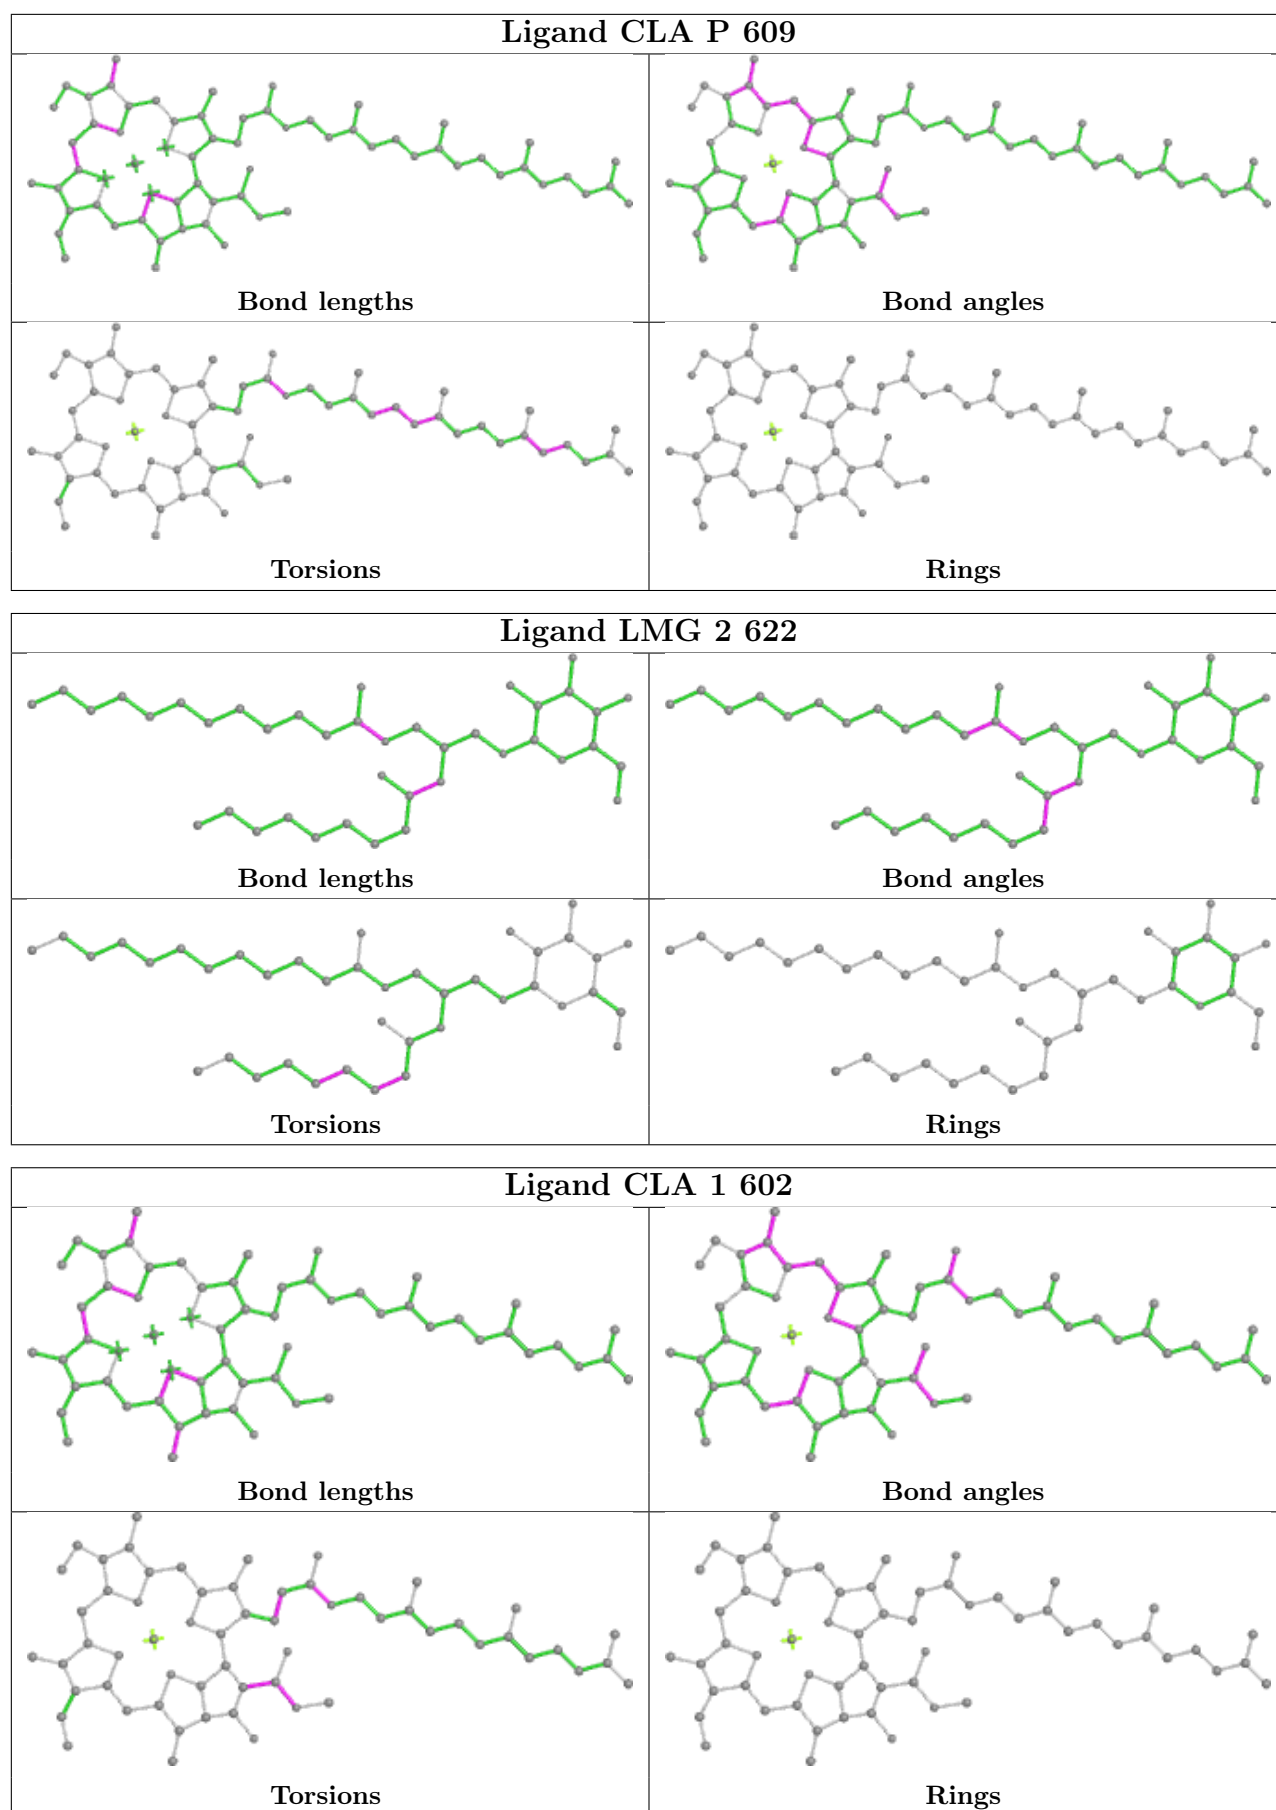 Ligand CLA P 609
Bond lengths
Bond angles
Torsions
Rings
Ligand LMG 2 622
Bond lengths
Bond angles
Torsions
Rings
Ligand CLA 1 602
Bond lengths
Bond angles
Torsions
Rings